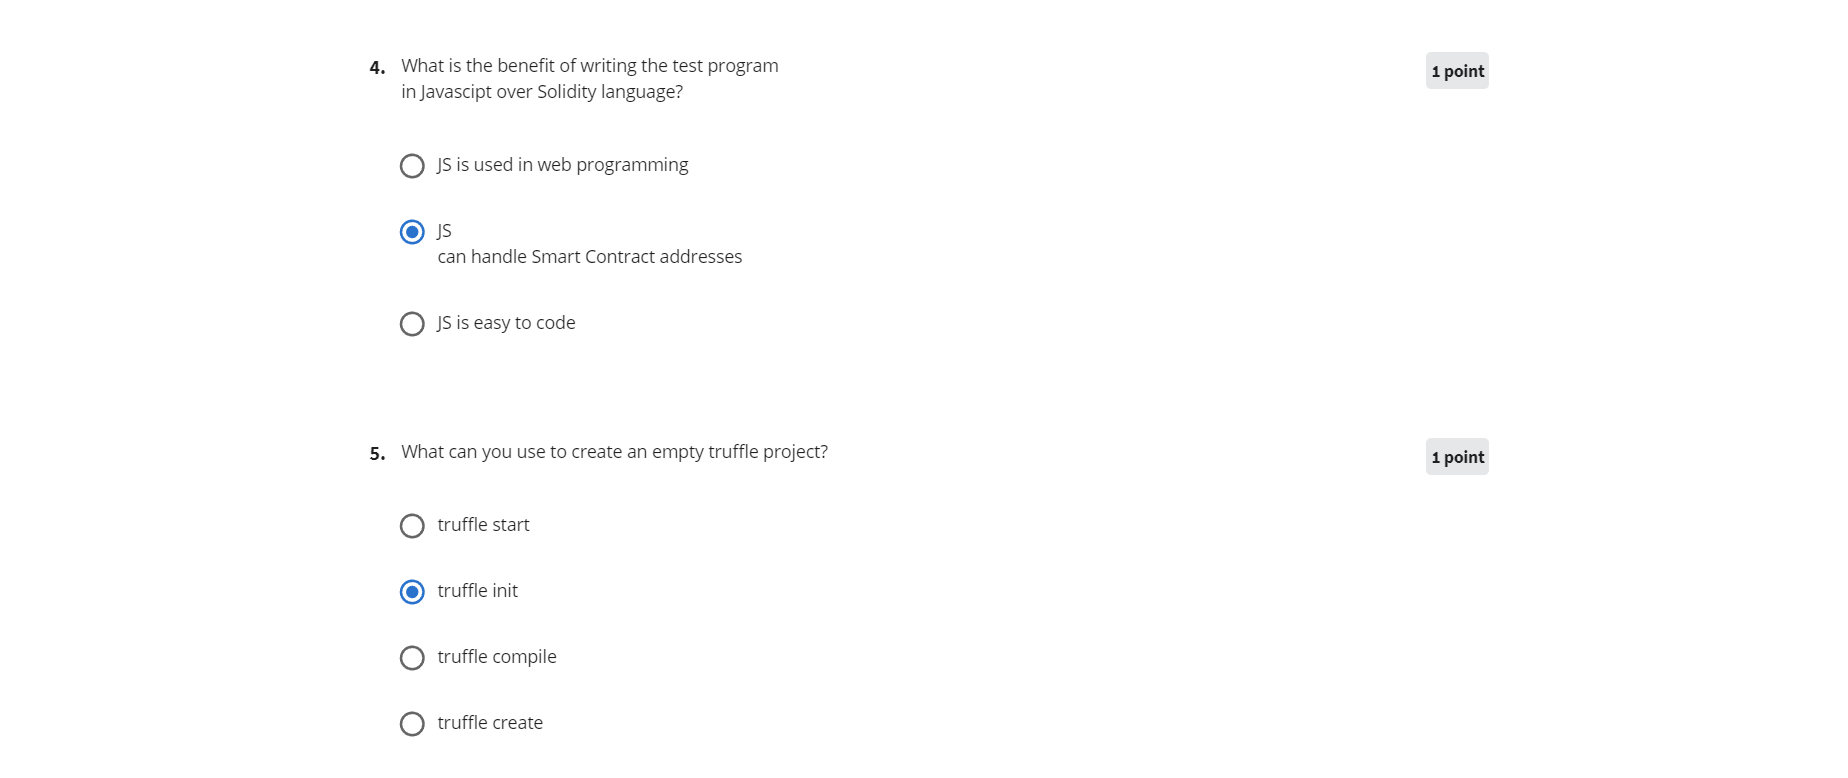 4. What is the benefit of writing the test program
in Javascipt over Solidity language?
1 point
JS is used in web programming
JS
can handle Smart Contract addresses
JS is easy to code
5. What can you use to create an empty truffle project?
1 point
truffle start
truffle init
truffle compile
truffle create